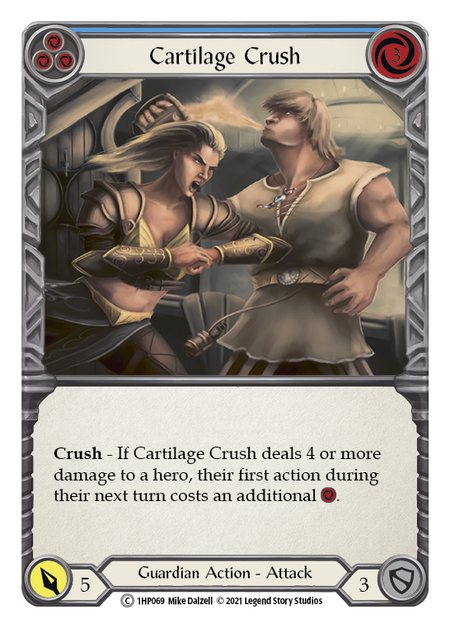 Cartilage Crush
3
Crush - If Cartilage Crush deals 4 or more
damage to a hero, their first action during
their next turn costs an additional .
5
Guardian Action - Attack
3
C 1HP069 Mike Dalzell © 2021 Legend Story Studios